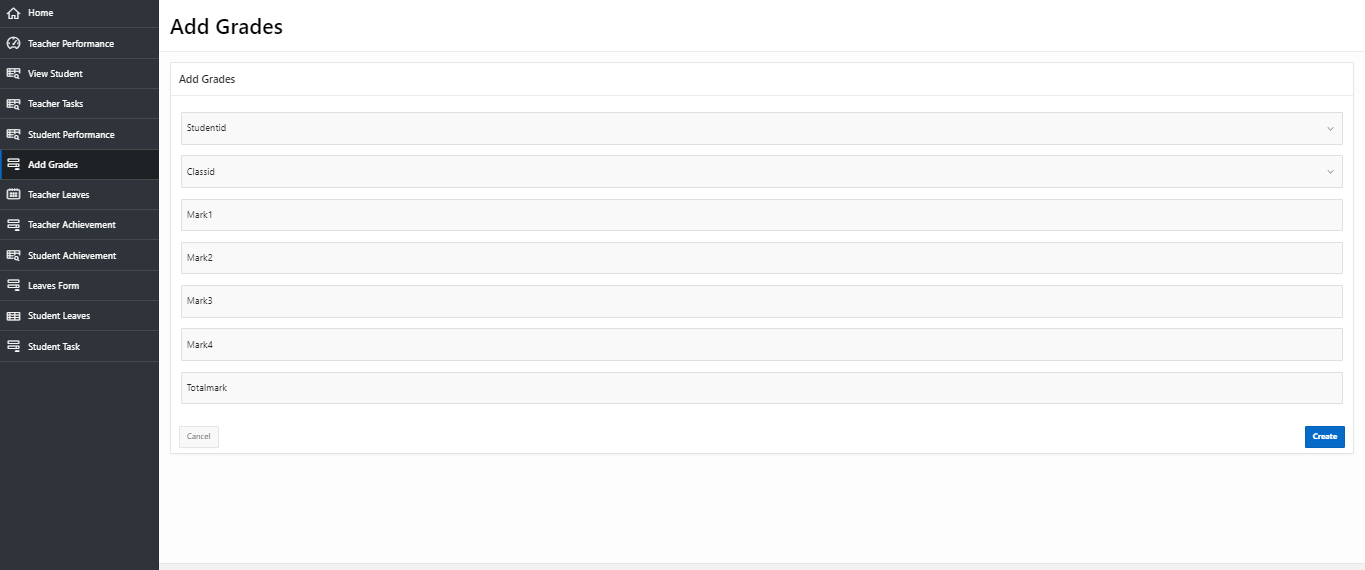 Home
Teacher Performance
View Student
Teacher Tasks
Student Performance
Add Grades
Teacher Leaves
Teacher Achievement
Student Achievement
Leaves Form
Student Leaves
Student Task
Add Grades
Add Grades
Studentid
Classid
Mark1
Mark2
Mark3
Mark4
Totalmark
Cancel
Create